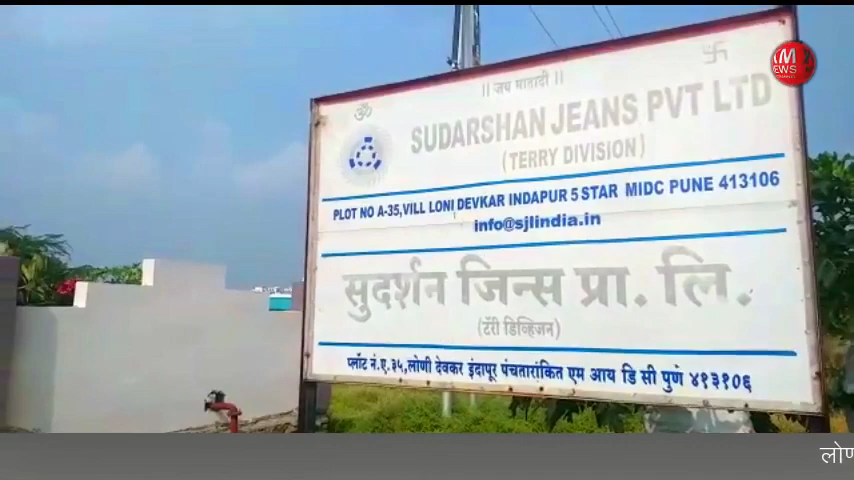 || जय मातादी ||
ॐ
SUDARSHAN JEANS PVT LTD
(TERRY DIVISION)
PLOT NO A-35,VILL LONI DEVKAR INDAPUR 5 STAR MIDC PUNE 413106
info@sjlindia.in
सुदर्शन जिन्स प्रा. लि.
(टॅरी डिव्हिजन)
प्लॉट नं.ए.३५,लोणी देवकर इंदापूर पंचतारांकित एम आय डि सी पुणे ४१३१०६
M
EWS